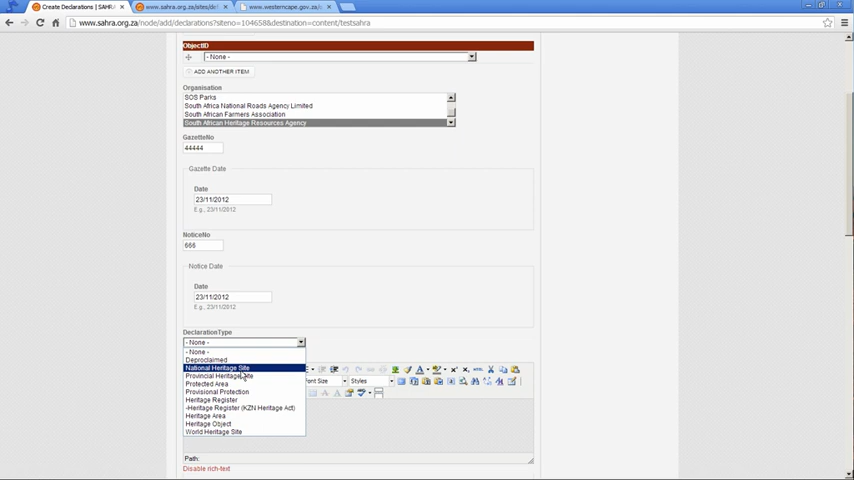 Create Declarations | SAHRA
www.sahra.org.za/sites/de
www.westerncape.gov.za/
www.sahra.org.za/node/add/declarations?siteno=104658&destination=content/testsahra
ObjectID
- None -
ADD ANOTHER ITEM
Organisation
SOS Parks
South Africa National Roads Agency Limited
South African Farmers Association
South African Heritage Resources Agency
GazetteNo
44444
Gazette Date
Date
23/11/2012
E.g., 23/11/2012
NoticeNo
666
Notice Date
Date
23/11/2012
E.g., 23/11/2012
DeclarationType
- None -
- None -
Deproclaimed
National Heritage Site
Provincial Heritage Site
Font Size
Styles
Protected Area
Provisional Protection
Heritage Register
-Heritage Register (KZN Heritage Act)
Heritage Area
Heritage Object
World Heritage Site
Path:
Disable rich-text